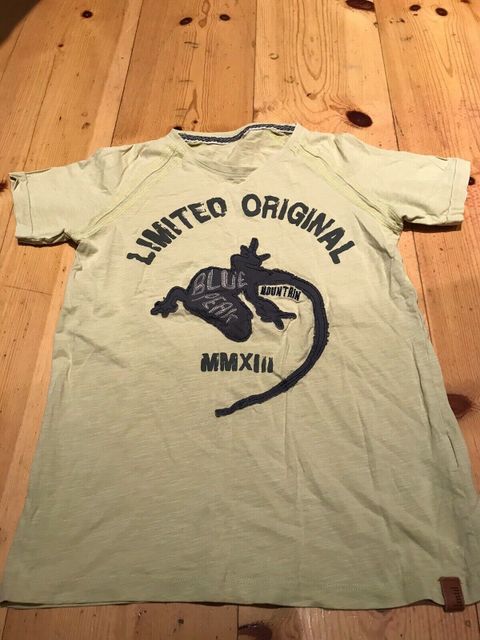 LIMITED ORIGINAL
BLUE
PEAK
MOUNTAIN
MMXIII